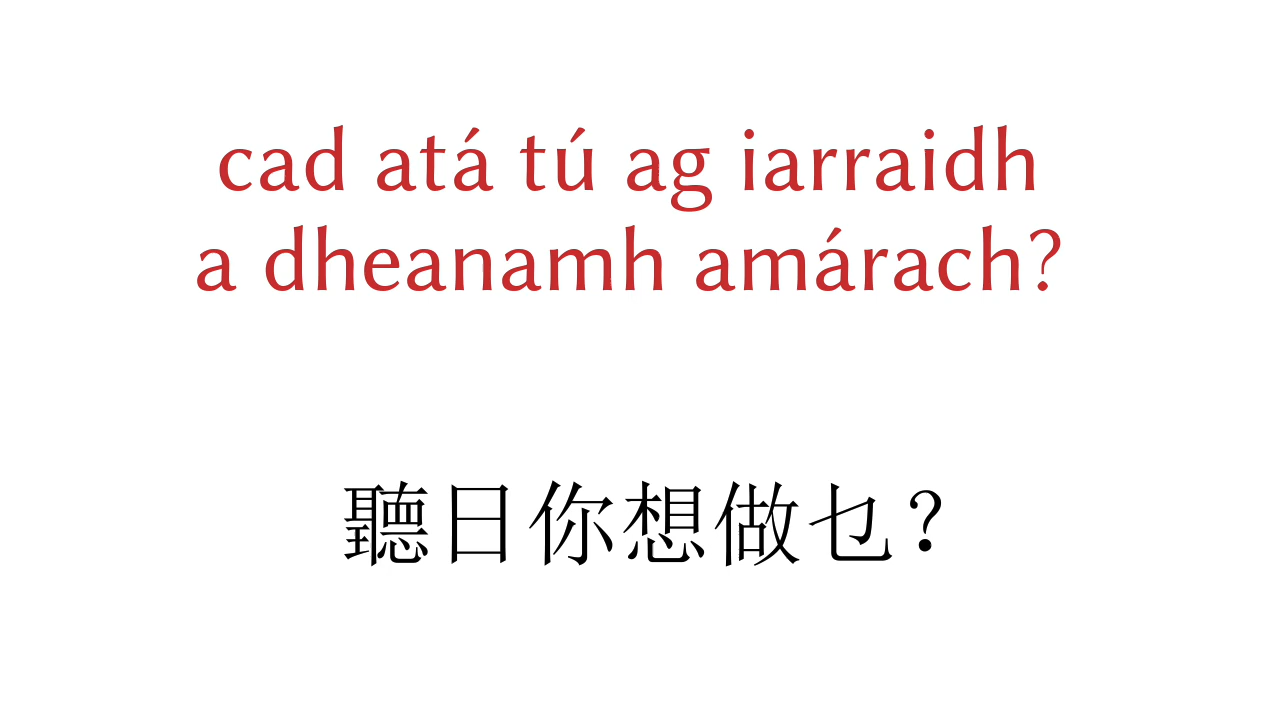 cad atá tú ag iarraidh
a dheanamh amárach?
聽日你想做乜？